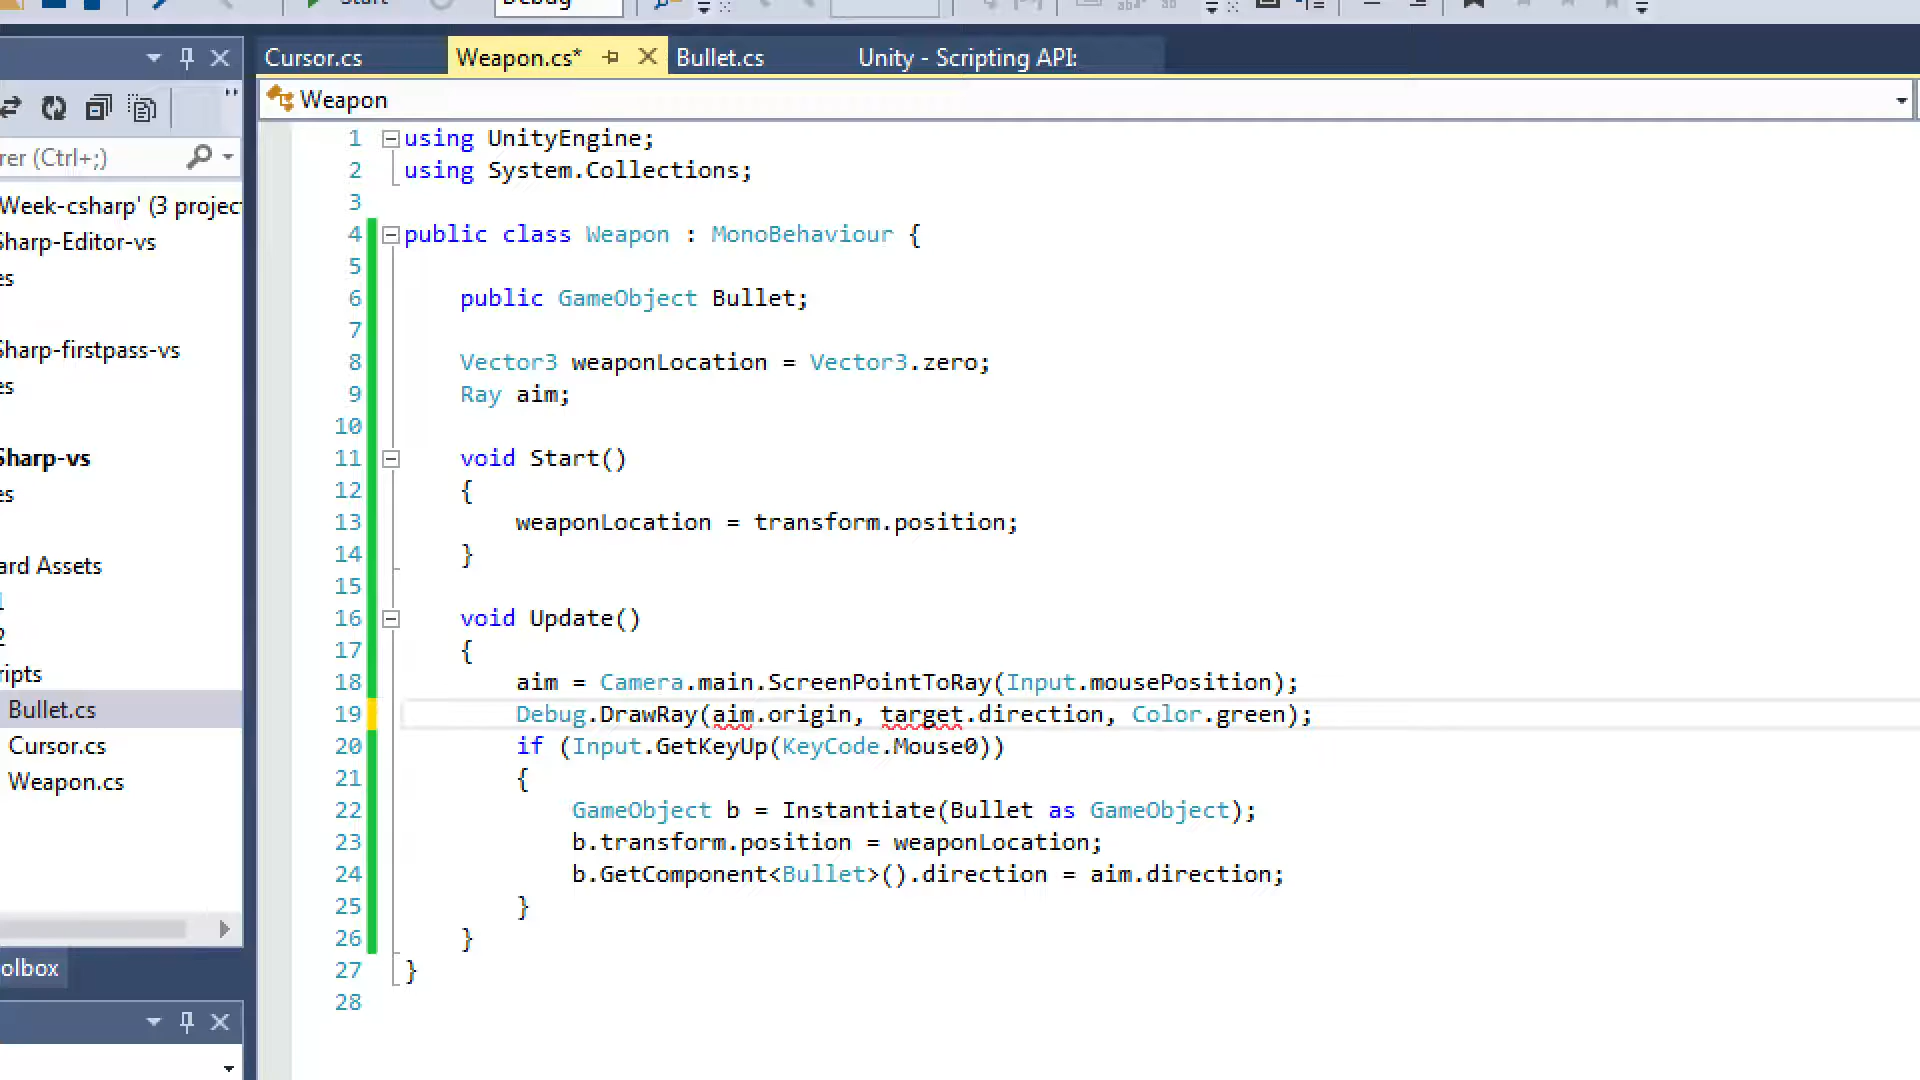 Start
Debug
Cursor.cs
Weapon.cs*
Bullet.cs
Unity - Scripting API:
Weapon
rer (Ctrl+;)
Week-csharp' (3 projec
Sharp-Editor-vs
es
Sharp-firstpass-vs
es
Sharp-vs
es
ard Assets
2
ripts
Bullet.cs
Cursor.cs
Weapon.cs
olbox
1 using UnityEngine;
2 using System.Collections;
3
4 public class Weapon : MonoBehaviour {
5
6 public GameObject Bullet;
7
8 Vector3 weaponLocation = Vector3.zero;
9 Ray aim;
10
11 void Start()
12 {
13 weaponLocation = transform.position;
14 }
15
16 void Update()
17 {
18 aim = Camera.main.ScreenPointToRay(Input.mousePosition);
19 Debug.DrawRay(aim.origin, target.direction, Color.green);
20 if (Input.GetKeyUp(KeyCode.Mouse0))
21 {
22 GameObject b = Instantiate(Bullet as GameObject);
23 b.transform.position = weaponLocation;
24 b.GetComponent<Bullet>().direction = aim.direction;
25 }
26 }
27 }
28